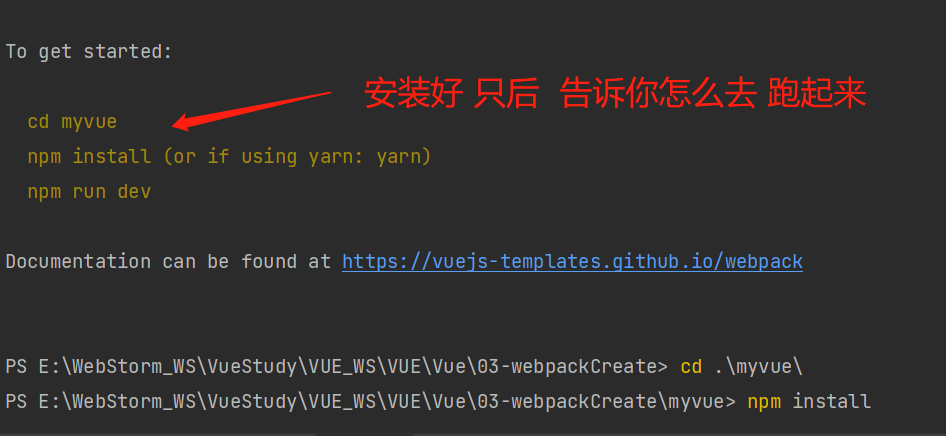 To get started:
安装好 只后 告诉你怎么去 跑起来
cd myvue
npm install (or if using yarn: yarn)
npm run dev
Documentation can be found at https://vuejs-templates.github.io/webpack
PS E:\WebStorm_WS\VueStudy\VUE_WS\VUE\Vue\03-webpackCreate> cd .\myvue\
PS E:\WebStorm_WS\VueStudy\VUE_WS\VUE\Vue\03-webpackCreate\myvue> npm install